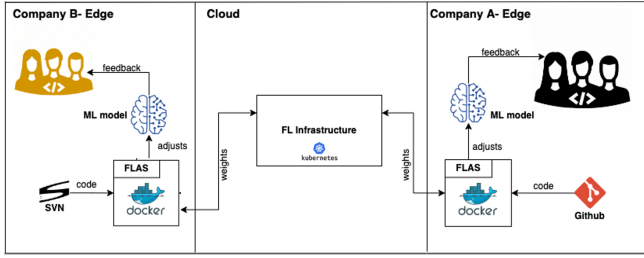 Company B- Edge
Cloud
Company A- Edge
feedback
feedback
</>
</>
ML model
ML model
FL Infrastructure
kubernetes
adjusts
adjusts
weights
weights
FLAS
FLAS
code
code
SVN
docker
docker
Github